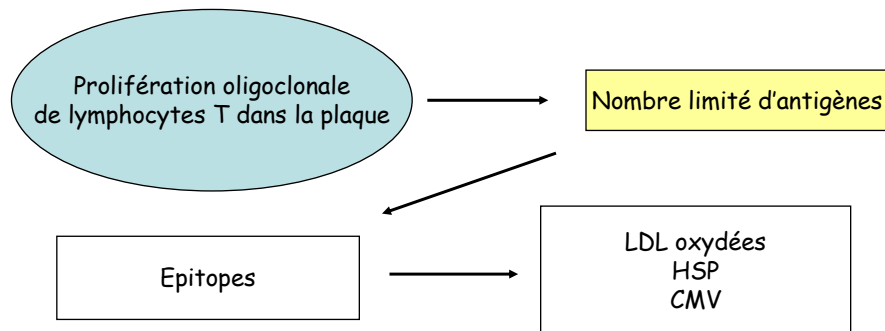 Prolifération oligoclonale
de lymphocytes T dans la plaque
Nombre limité d'antigènes
Epitopes
LDL oxydées
HSP
CMV